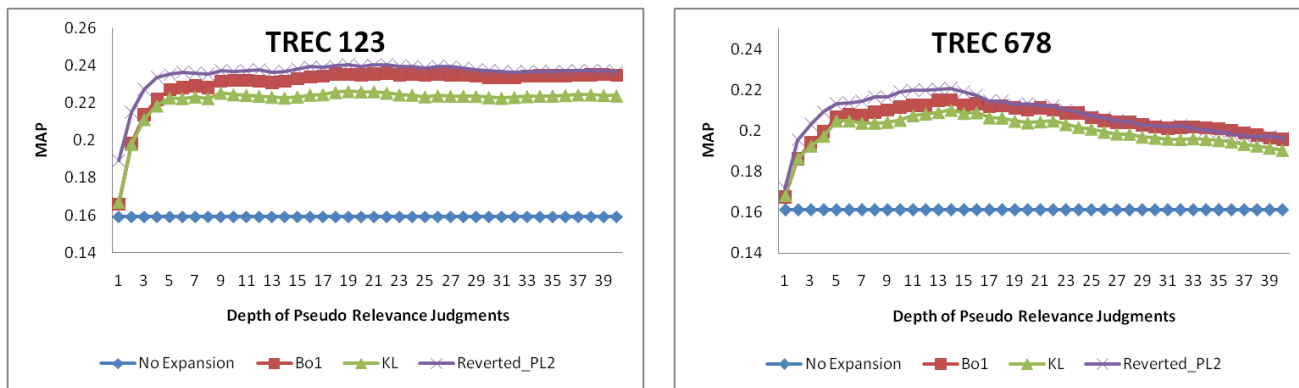 TREC 123
0.26
0.24
0.22
0.2
0.18
0.16
0.14
MAP
1 3 5 7 9 11 13 15 17 19 21 23 25 27 29 31 33 35 37 39
Depth of Pseudo Relevance Judgments
No Expansion Bo1 KL Reverted_PL2
TREC 678
0.24
0.22
0.2
0.18
0.16
0.14
MAP
1 3 5 7 9 11 13 15 17 19 21 23 25 27 29 31 33 35 37 39
Depth of Pseudo Relevance Judgments
No Expansion Bo1 KL Reverted_PL2